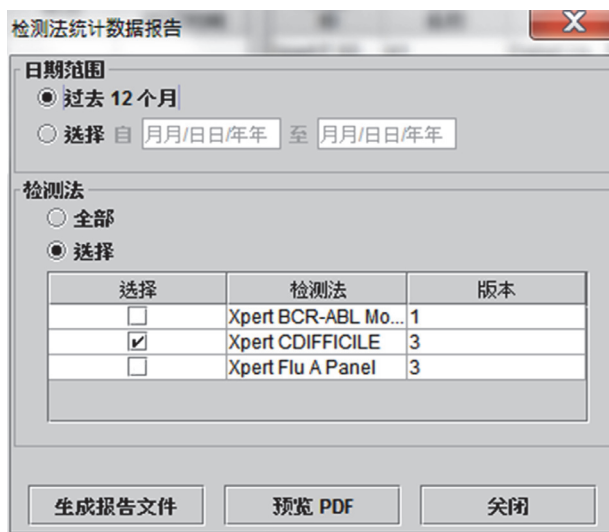 检测法统计数据报告
日期范围
过去 12 个月
选择 自 月月/日日/年年 至 月月/日日/年年
检测法
全部
选择
选择 检测法 版本
Xpert BCR-ABL Mo... 1
Xpert CDIFFICILE 3
Xpert Flu A Panel 3
生成报告文件 预览 PDF 关闭